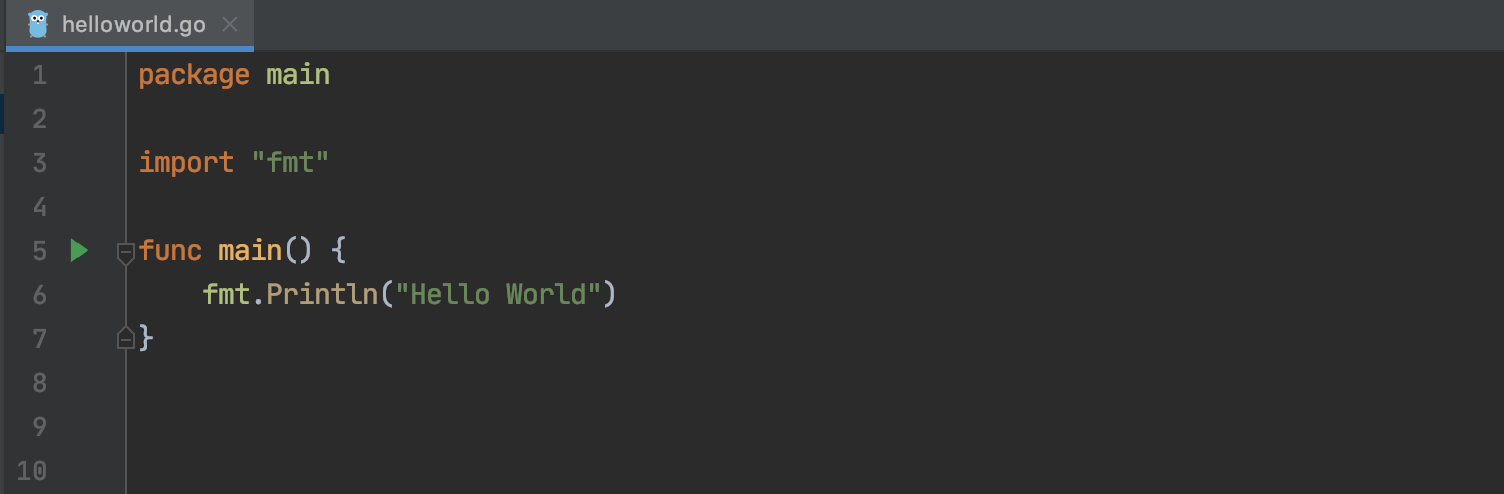 helloworld.go
1 package main
2
3 import "fmt"
4
5 func main() {
6     fmt.Println("Hello World")
7 }
8
9
10